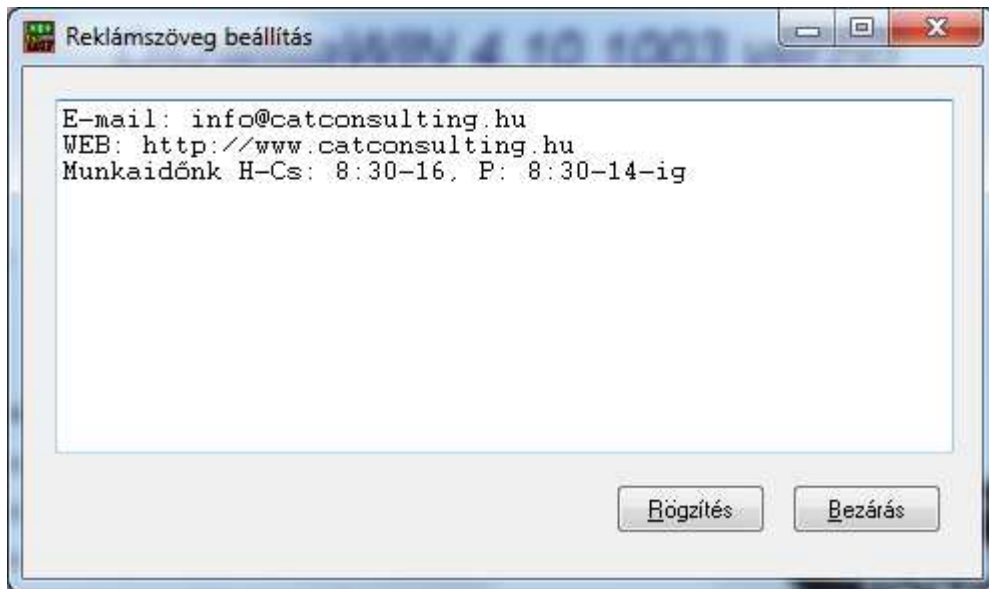 Reklámszöveg beállítás
E-mail: info@catconsulting.hu
WEB: http://www.catconsulting.hu
Munkaidőnk H-Cs: 8:30-16, P: 8:30-14-ig
Rögzítés
Bezárás